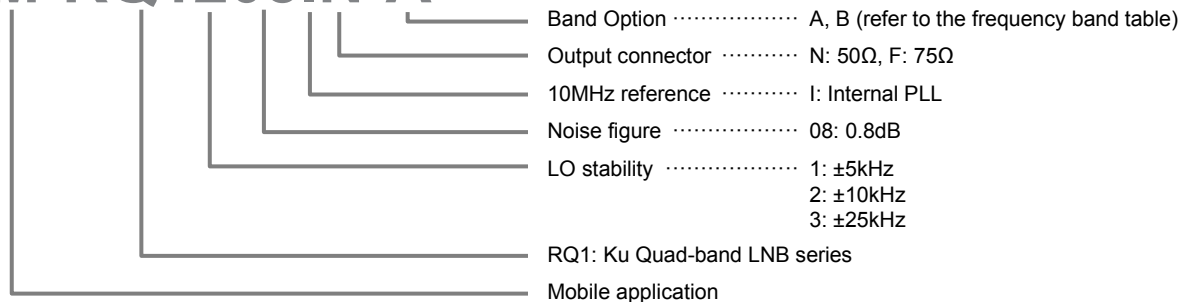 Band Option ·················· A, B (refer to the frequency band table)
Output connector ··········· N: 50Ω, F: 75Ω
10MHz reference ··········· I: Internal PLL
Noise figure ·················· 08: 0.8dB
LO stability ··················· 1: ±5kHz
2: ±10kHz
3: ±25kHz
RQ1: Ku Quad-band LNB series
Mobile application